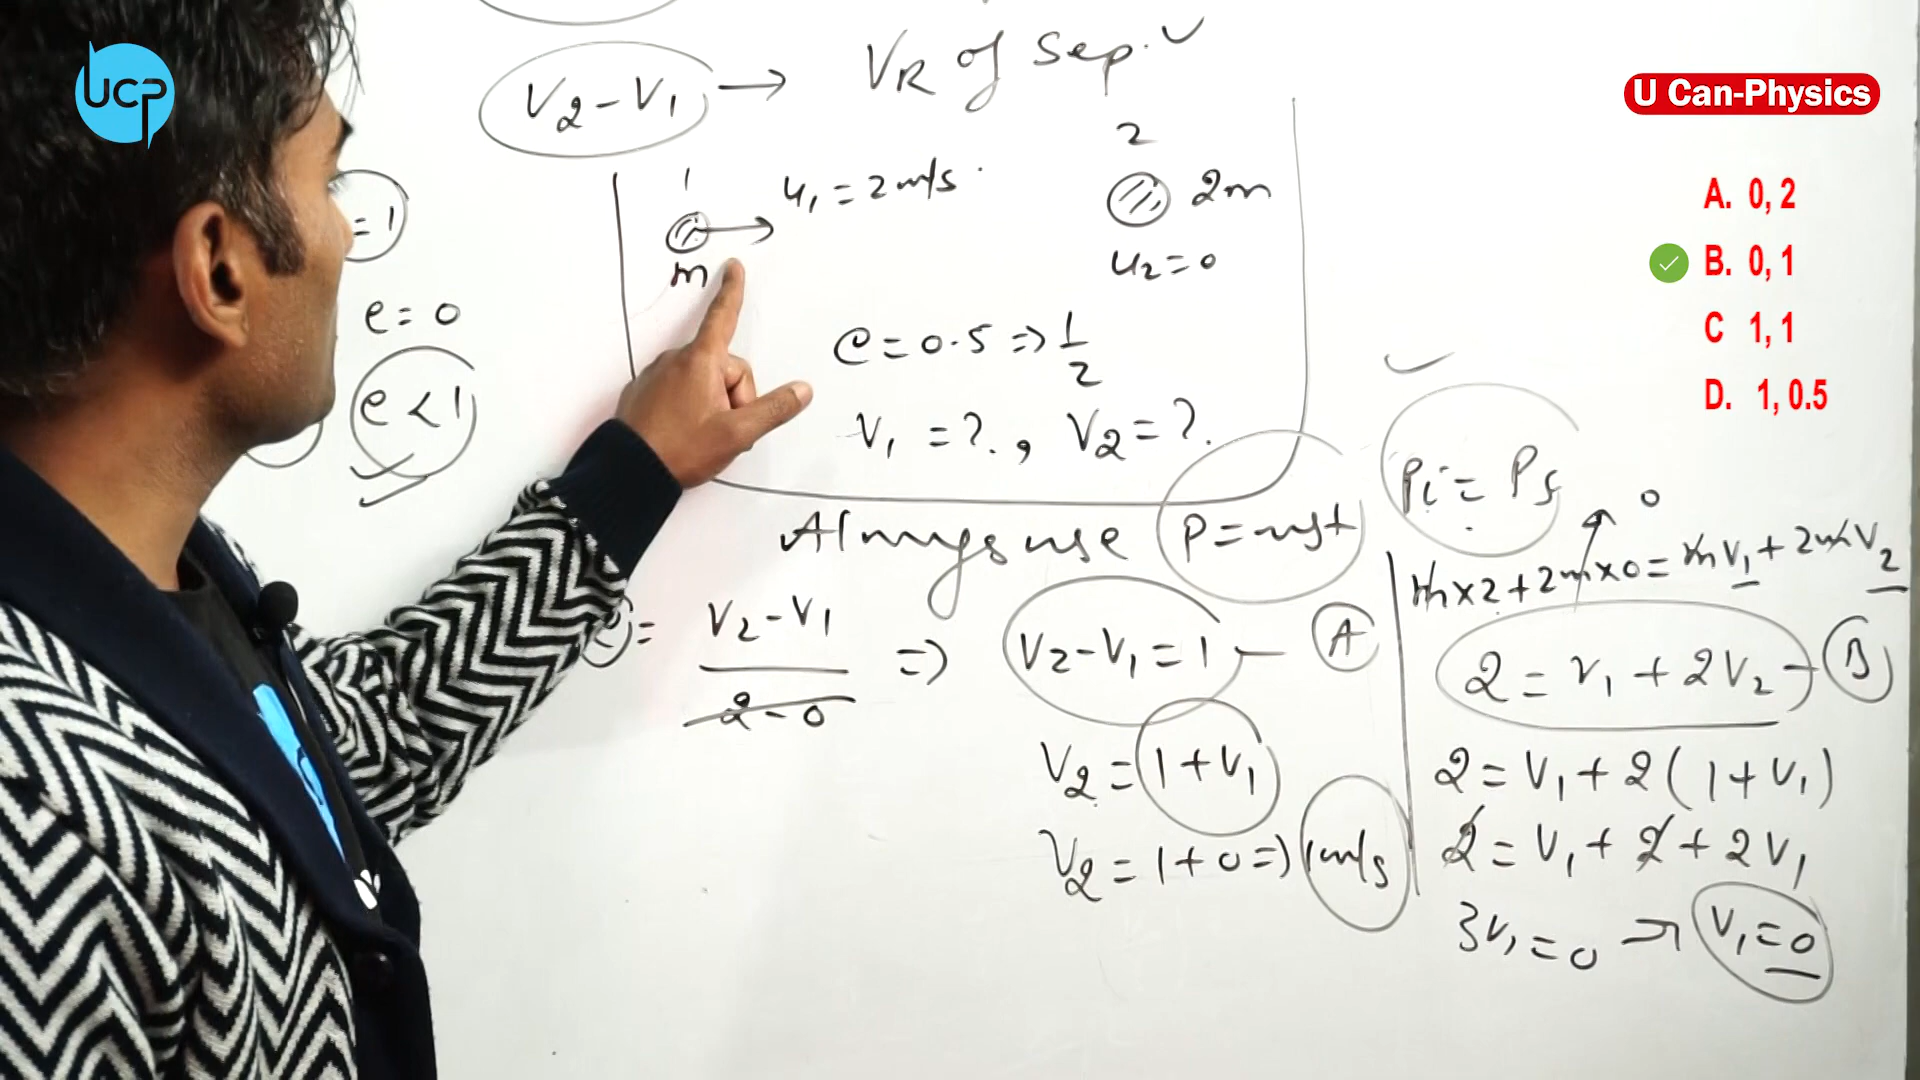 UCP
U Can-Physics
V2 - V1 → VR of Sep.
1
u1 = 2 m/s
m
2
2m
u2 = 0
= 1
e = 0
e < 1
e = 0.5 ⇒ 1/2
V1 = ?, V2 = ?.
A. 0, 2
B. 0, 1
C 1, 1
D. 1, 0.5
Always use P = const
Pi = Pf
0
m×2 + 2m×0 = mV1 + 2mV2
= V2 - V1 / 2 - 0 ⇒ V2 - V1 = 1 — A
2 = V1 + 2V2 — B
V2 = 1 + V1
2 = V1 + 2(1 + V1)
V2 = 1 + 0 ⇒ 1 m/s
2 = V1 + 2 + 2V1
3V1 = 0 → V1 = 0